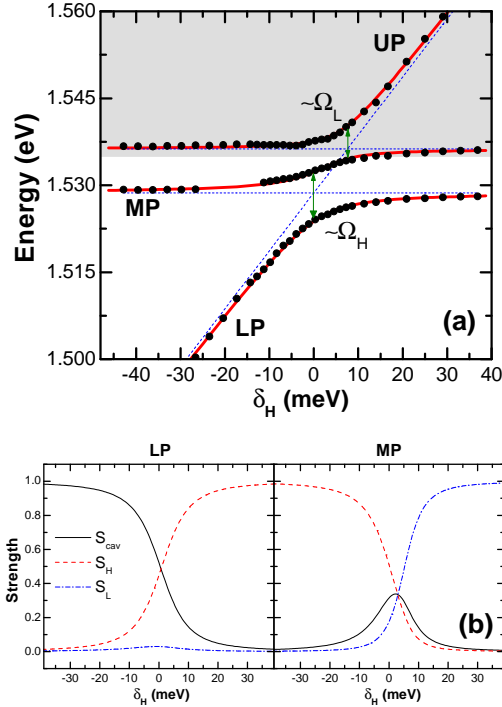 1.560
1.545
1.530
1.515
1.500
Energy (eV)
UP
~Ω_L
MP
~Ω_H
LP
(a)
-40 -30 -20 -10 0 10 20 30 40
δ_H (meV)
LP MP
1.0
0.8
0.6
0.4
0.2
0.0
Strength
S_cav
S_H
S_L
(b)
-30 -20 -10 0 10 20 30 -30 -20 -10 0 10 20 30
δ_H (meV) δ_H (meV)